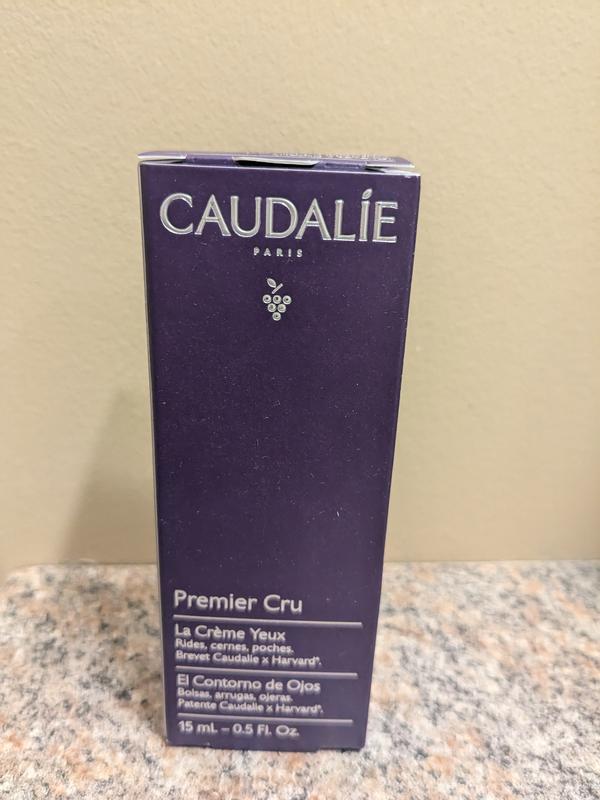 CAUDALÍE
PARIS
Premier Cru
La Crème Yeux
Rides, cernes, poches.
Brevet Caudalie x Harvard*.
El Contorno de Ojos
Bolsas, arrugas, ojeras.
Patente Caudalie x Harvard*.
15 mL – 0.5 Fl. Oz.